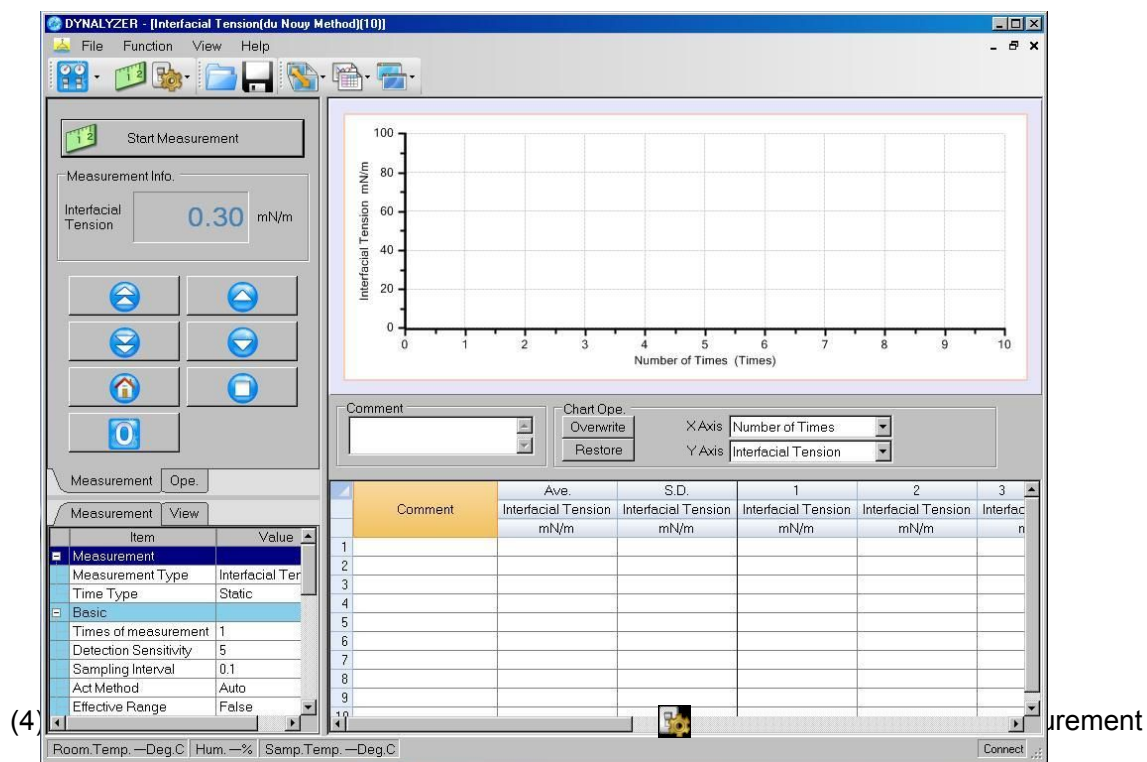 DYNALYZER - [Interfacial Tension(du Nouy Method)(10)]
File Function View Help
Start Measurement
Measurement Info.
Interfacial
Tension
0.30 mN/m
0
Measurement Ope.
Measurement View
Item Value
Measurement
Measurement Type Interfacial Ter
Time Type Static
Basic
Times of measurement 1
Detection Sensitivity 5
Sampling Interval 0.1
Act Method Auto
Effective Range False
Interfacial Tension mN/m
100
80
60
40
20
0
0 1 2 3 4 5 6 7 8 9 10
Number of Times (Times)
Comment
Chart Ope.
Overwrite X Axis Number of Times
Restore Y Axis Interfacial Tension
Comment Ave. S.D. 1 2 3
Interfacial Tension Interfacial Tension Interfacial Tension Interfacial Tension Interfac
mN/m mN/m mN/m mN/m n
1
2
3
4
5
6
7
8
9
10
(4) urement
Room.Temp. —Deg.C Hum. —% Samp.Temp. —Deg.C Connect